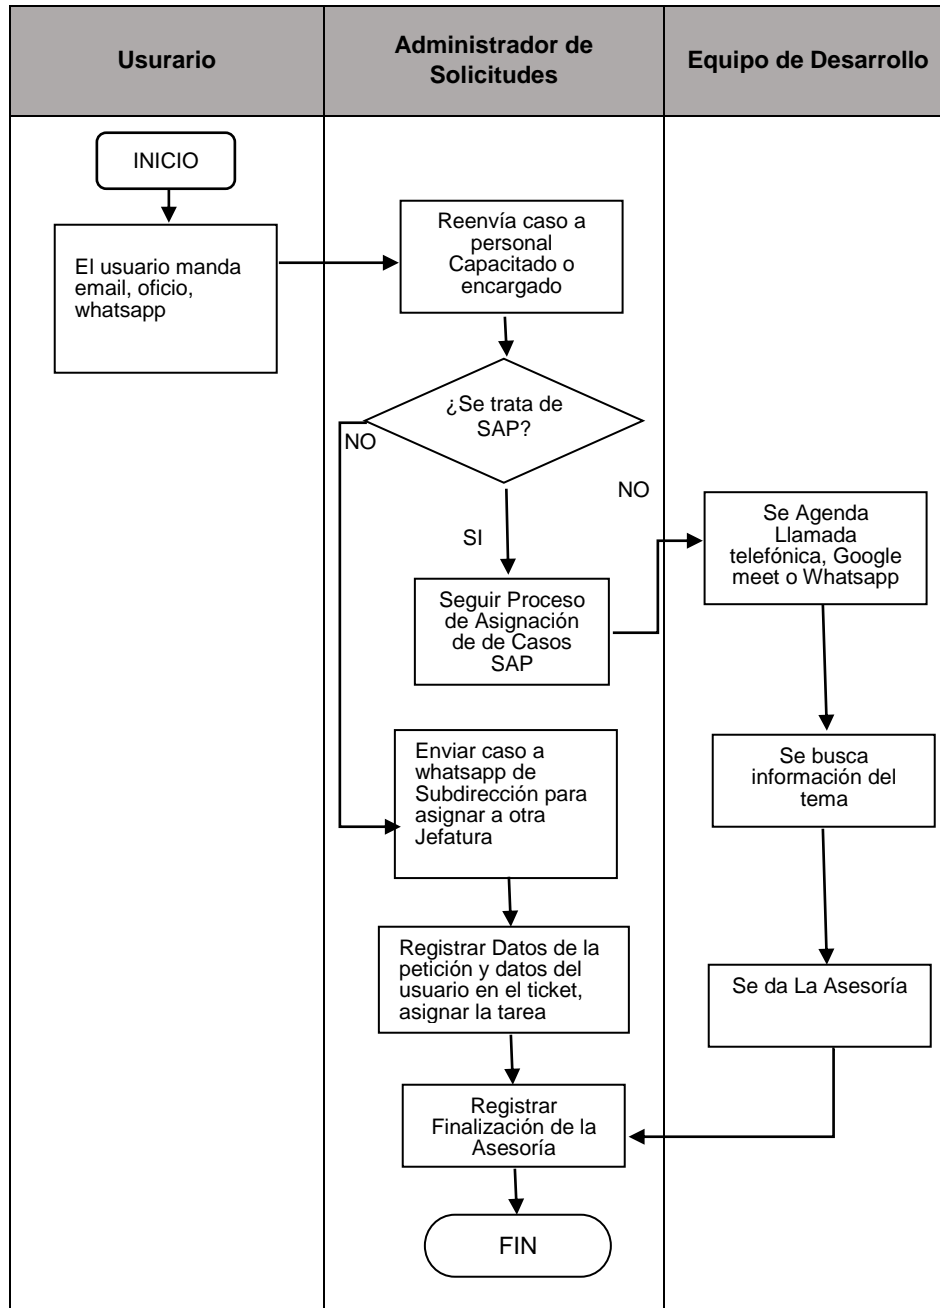 Usurario
Administrador de
Solicitudes
Equipo de Desarrollo
INICIO
El usuario manda
email, oficio,
whatsapp
Reenvía caso a
personal
Capacitado o
encargado
¿Se trata de
SAP?
NO
SI
NO
Seguir Proceso
de Asignación
de de Casos
SAP
Se Agenda
Llamada
telefónica, Google
meet o Whatsapp
Enviar caso a
whatsapp de
Subdirección para
asignar a otra
Jefatura
Se busca
información del
tema
Registrar Datos de la
petición y datos del
usuario en el ticket,
asignar la tarea
Se da La Asesoría
Registrar
Finalización de la
Asesoría
FIN